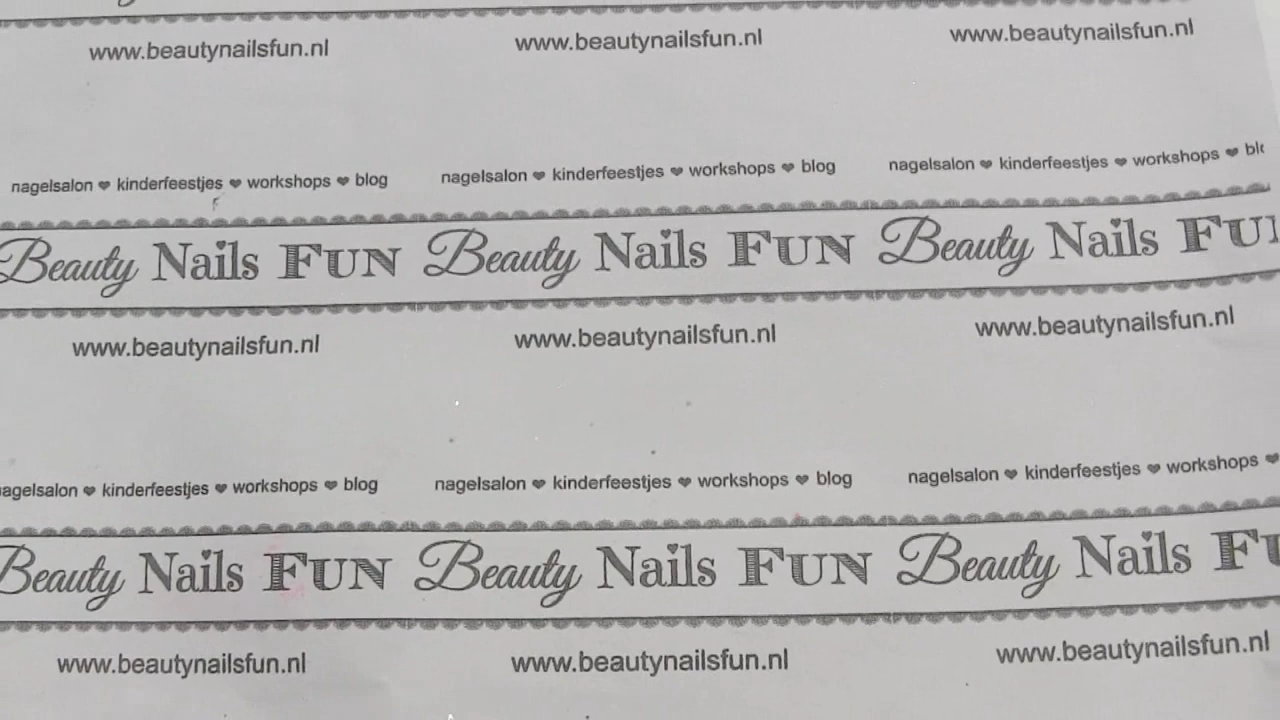 www.beautynailsfun.nl www.beautynailsfun.nl www.beautynailsfun.nl
nagelsalon ❤ kinderfeestjes ❤ workshops ❤ blog nagelsalon ❤ kinderfeestjes ❤ workshops ❤ blog nagelsalon ❤ kinderfeestjes ❤ workshops ❤
Beauty Nails FUN Beauty Nails FUN Beauty Nails
www.beautynailsfun.nl www.beautynailsfun.nl www.beautynailsfun.nl
❤ kinderfeestjes ❤ workshops ❤ blog nagelsalon ❤ kinderfeestjes ❤ workshops ❤ blog nagelsalon ❤ kinderfeestjes ❤ workshops ❤
Beauty Nails FUN Beauty Nails FUN Beauty Nails
www.beautynailsfun.nl www.beautynailsfun.nl www.beautynailsfun.nl